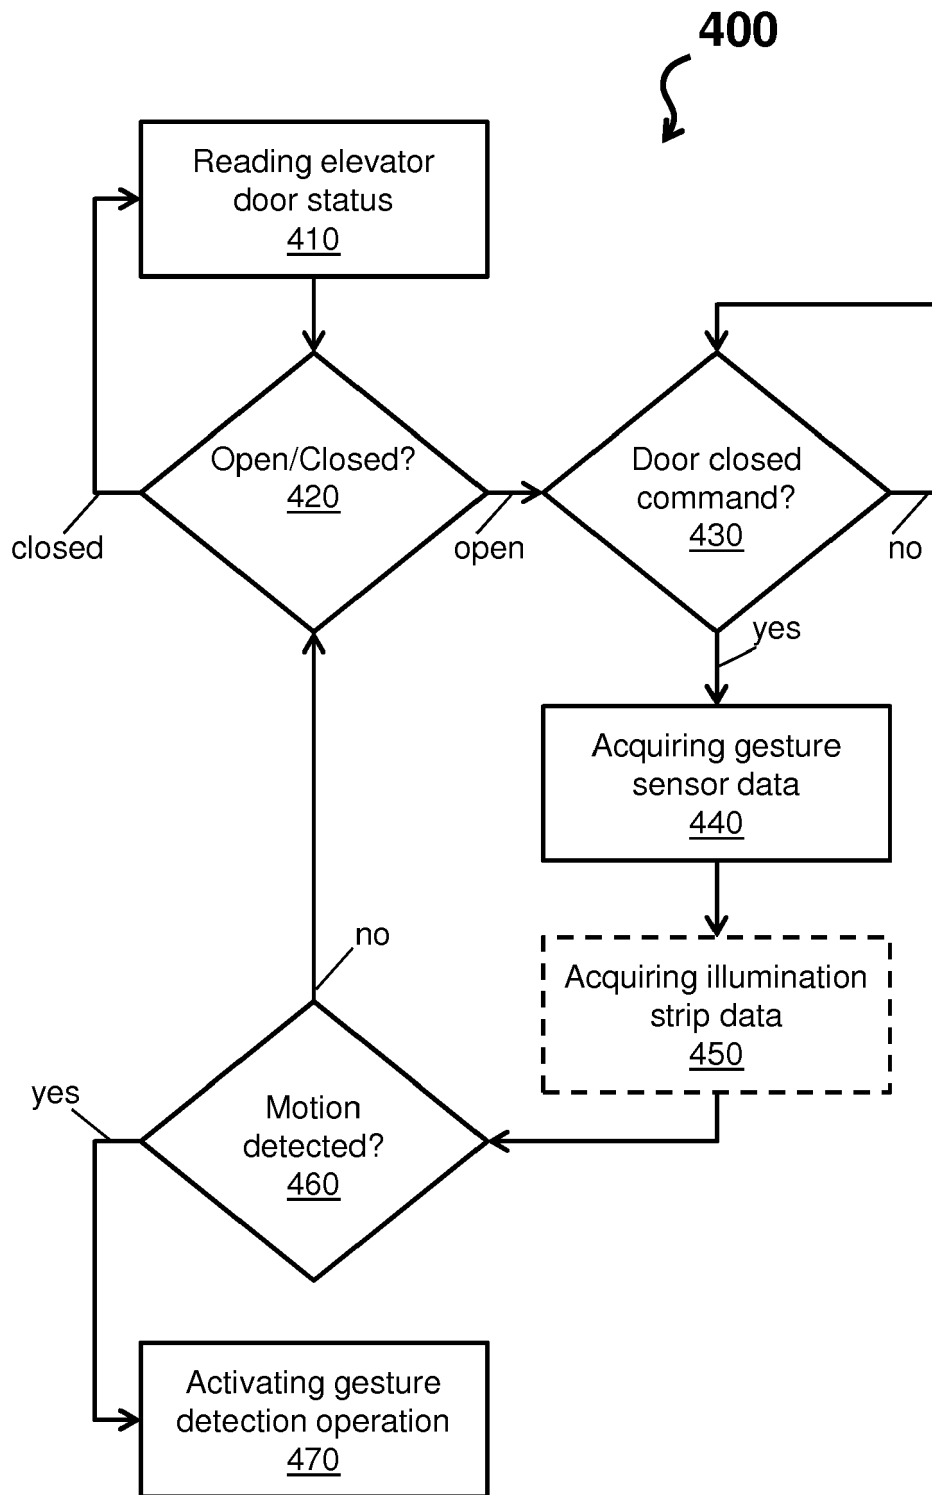 400
Reading elevator
door status
410
Open/Closed?
420
closed
open
Door closed
command?
430
no
yes
Acquiring gesture
sensor data
440
Acquiring illumination
strip data
450
no
yes
Motion
detected?
460
Activating gesture
detection operation
470